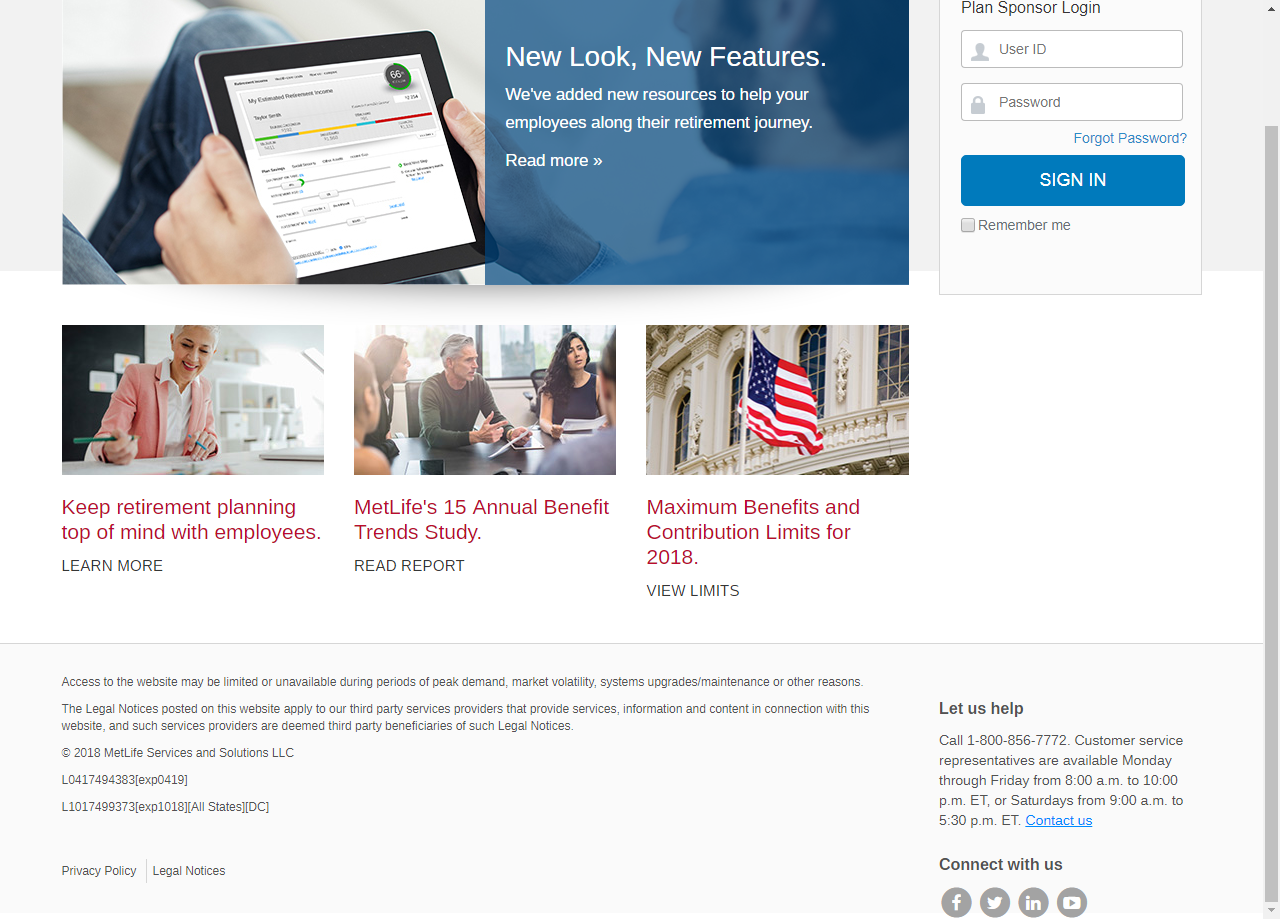 Plan Sponsor Login
User ID
Password
Forgot Password?
SIGN IN
Remember me
My Estimated Retirement Income
Taylor Smith
66
New Look, New Features.
We've added new resources to help your
employees along their retirement journey.
Read more »
Keep retirement planning
top of mind with employees.
LEARN MORE
MetLife's 15 Annual Benefit
Trends Study.
READ REPORT
Maximum Benefits and
Contribution Limits for
2018.
VIEW LIMITS
Access to the website may be limited or unavailable during periods of peak demand, market volatility, systems upgrades/maintenance or other reasons.
The Legal Notices posted on this website apply to our third party services providers that provide services, information and content in connection with this
website, and such services providers are deemed third party beneficiaries of such Legal Notices.
© 2018 MetLife Services and Solutions LLC
L0417494383[exp0419]
L1017499373[exp1018][All States][DC]
Privacy Policy
Legal Notices
Let us help
Call 1-800-856-7772. Customer service
representatives are available Monday
through Friday from 8:00 a.m. to 10:00
p.m. ET, or Saturdays from 9:00 a.m. to
5:30 p.m. ET. Contact us
Connect with us